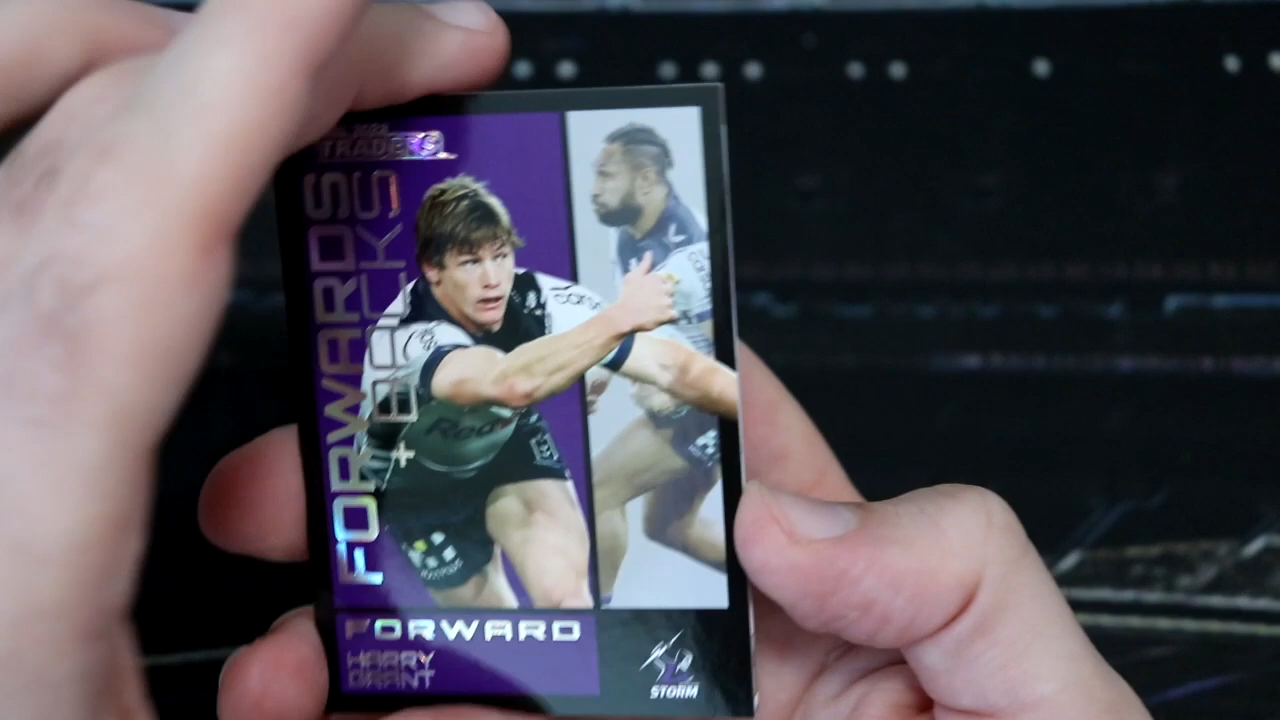 TRADERS
FORWARDS
+ BACKS
FORWARD
HARRY
GRANT
STORM